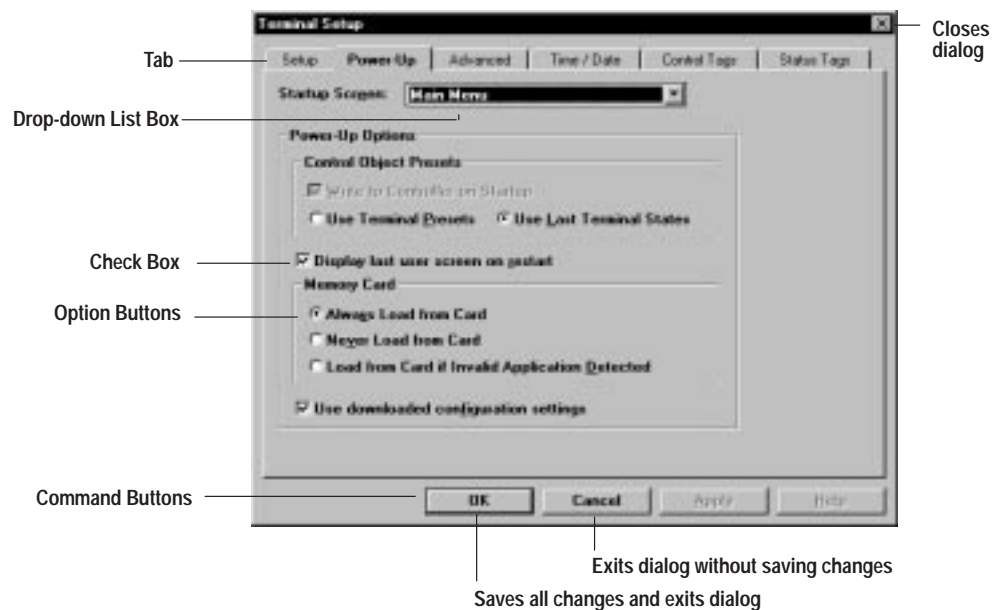 Terminal Setup
Closes dialog
Tab
Setup Power-Up Advanced Time / Date Control Tags Status Tags
Startup Screen: Main Menu
Drop-down List Box
Power-Up Options
Control Object Presets
Write to Controller on Startup
Use Terminal Presets Use Last Terminal States
Check Box
Display last user screen on restart
Memory Card
Option Buttons
Always Load from Card
Never Load from Card
Load from Card if Invalid Application Detected
Use downloaded configuration settings
Command Buttons
OK Cancel Apply Help
Exits dialog without saving changes
Saves all changes and exits dialog